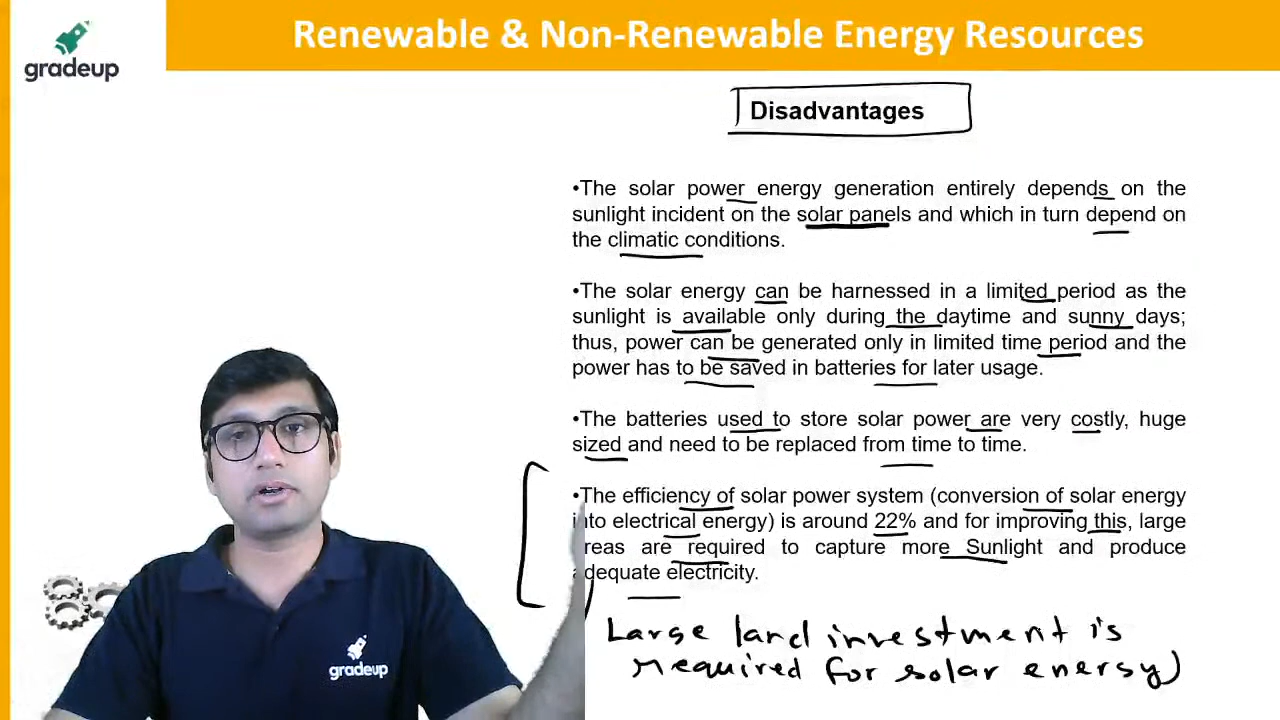 Renewable & Non-Renewable Energy Resources
gradeup
Disadvantages
•The solar power energy generation entirely depends on the
sunlight incident on the solar panels and which in turn depend on
the climatic conditions.
•The solar energy can be harnessed in a limited period as the
sunlight is available only during the daytime and sunny days;
thus, power can be generated only in limited time period and the
power has to be saved in batteries for later usage.
•The batteries used to store solar power are very costly, huge
sized and need to be replaced from time to time.
•The efficiency of solar power system (conversion of solar energy
into electrical energy) is around 22% and for improving this, large
areas are required to capture more Sunlight and produce
adequate electricity.
Large land investment is
required for solar energy)
gradeup